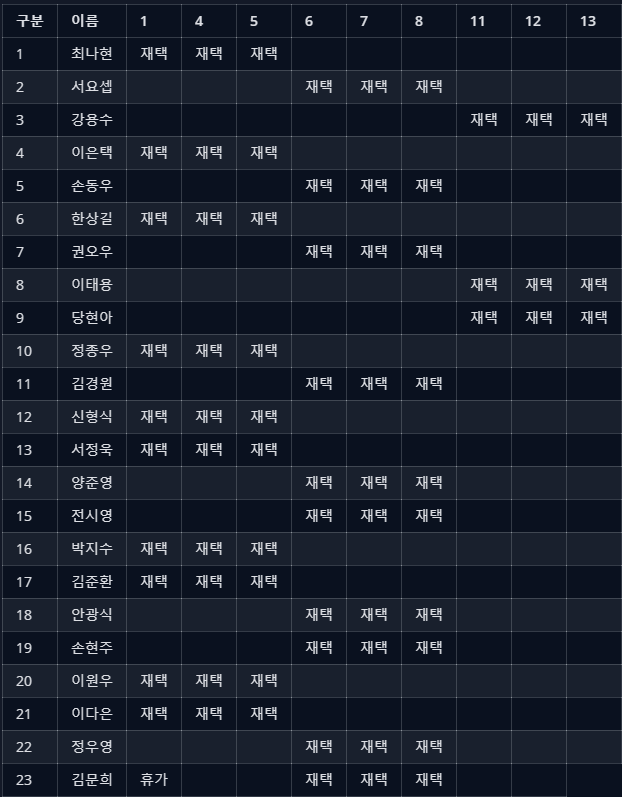 구분 이름 1 4 5 6 7 8 11 12 13
1 최나현 재택 재택 재택
2 서요셉 재택 재택 재택
3 강용수 재택 재택 재택
4 이은택 재택 재택 재택
5 손동우 재택 재택 재택
6 한상길 재택 재택 재택
7 권오우 재택 재택 재택
8 이태용 재택 재택 재택
9 당현아 재택 재택 재택
10 정종우 재택 재택 재택
11 김경원 재택 재택 재택
12 신형식 재택 재택 재택
13 서정욱 재택 재택 재택
14 양준영 재택 재택 재택
15 전시영 재택 재택 재택
16 박지수 재택 재택 재택
17 김준환 재택 재택 재택
18 안광식 재택 재택 재택
19 손현주 재택 재택 재택
20 이원우 재택 재택 재택
21 이다은 재택 재택 재택
22 정우영 재택 재택 재택
23 김문희 휴가 재택 재택 재택